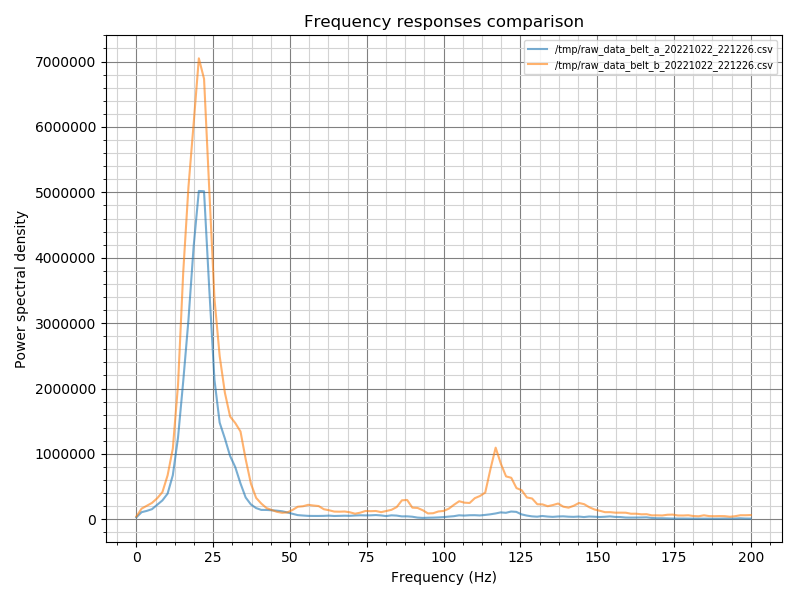 Frequency responses comparison
/tmp/raw_data_belt_a_20221022_221226.csv
/tmp/raw_data_belt_b_20221022_221226.csv
7000000
6000000
5000000
4000000
3000000
2000000
1000000
0
Power spectral density
0 25 50 75 100 125 150 175 200
Frequency (Hz)